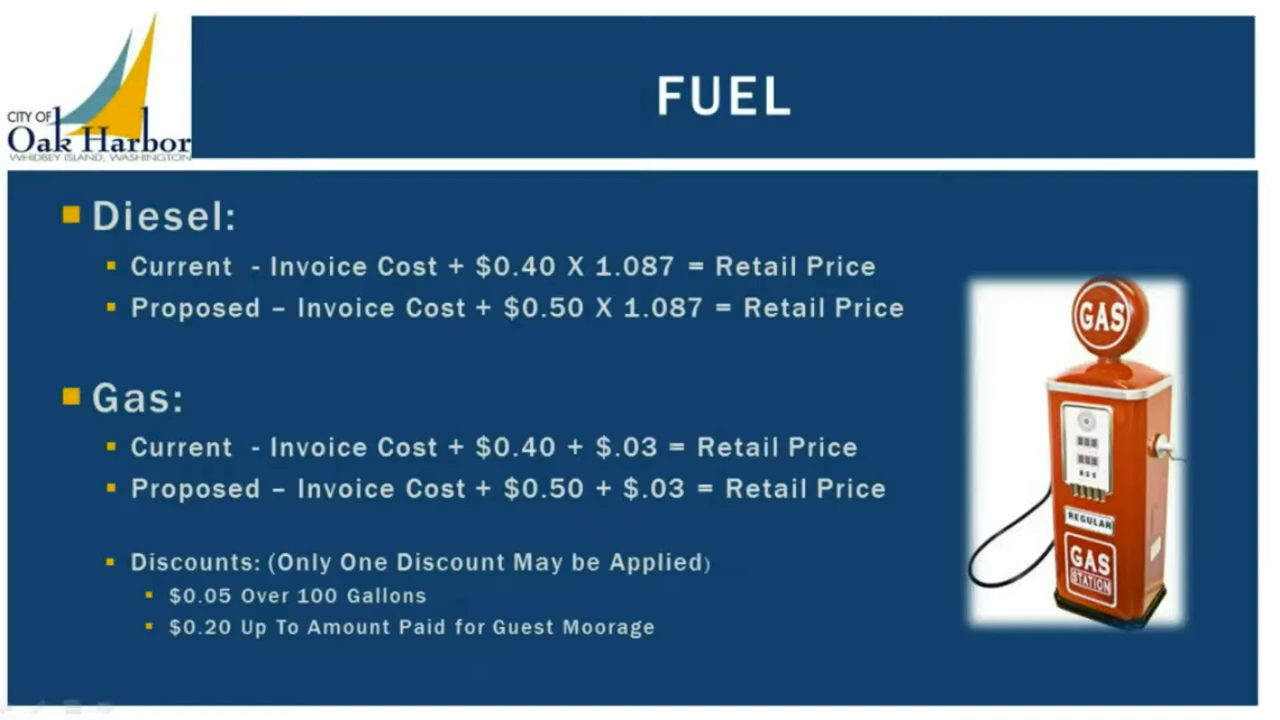 CITY OF
Oak Harbor
WHIDBEY ISLAND, WASHINGTON
FUEL
Diesel:
Current - Invoice Cost + $0.40 X 1.087 = Retail Price
Proposed – Invoice Cost + $0.50 X 1.087 = Retail Price
Gas:
Current - Invoice Cost + $0.40 + $.03 = Retail Price
Proposed – Invoice Cost + $0.50 + $.03 = Retail Price
Discounts: (Only One Discount May be Applied)
$0.05 Over 100 Gallons
$0.20 Up To Amount Paid for Guest Moorage
GAS
REGULAR
GAS
STATION